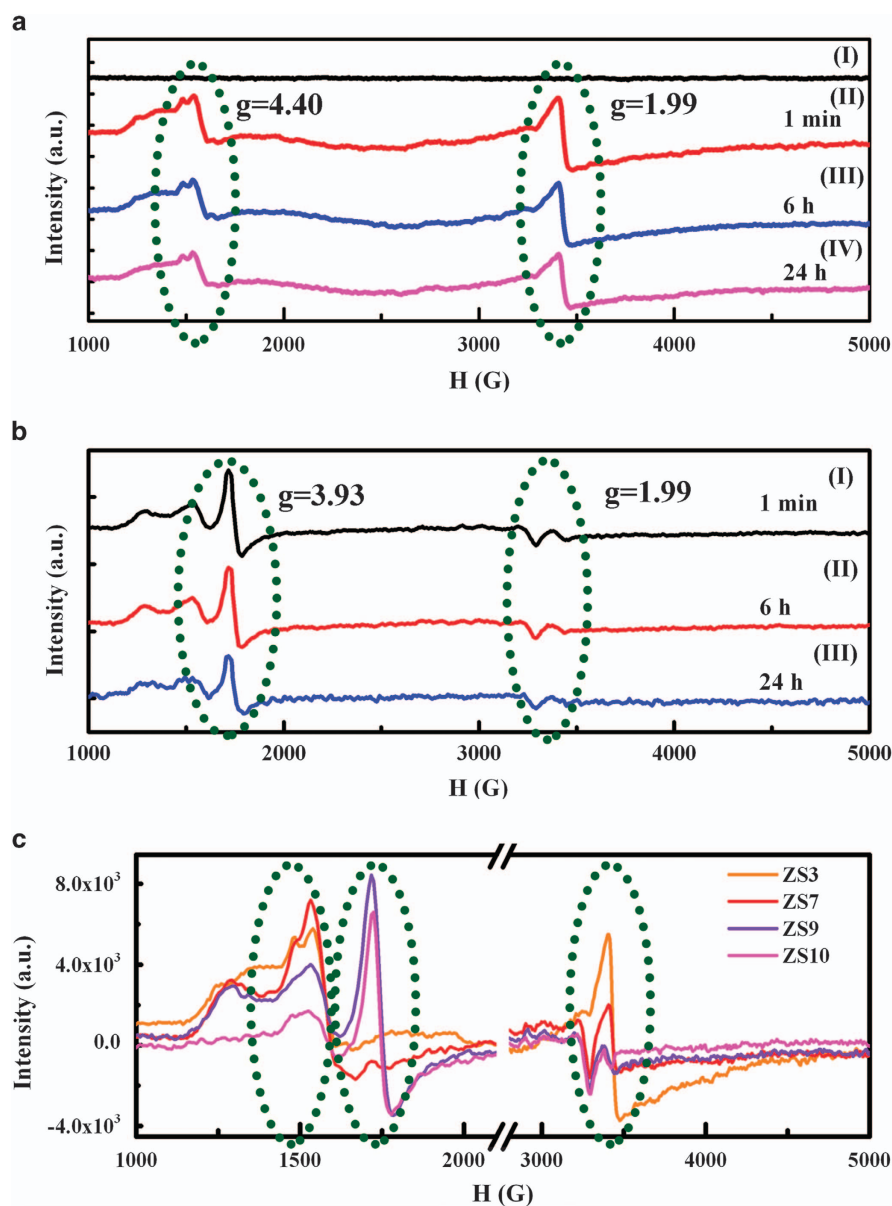 a
(I)
g=4.40
g=1.99
(II)
1 min
(III)
6 h
(IV)
24 h
Intensity (a.u.)
1000 2000 3000 4000 5000
H (G)
b
(I)
g=3.93
g=1.99
1 min
(II)
6 h
(III)
24 h
Intensity (a.u.)
1000 2000 3000 4000 5000
H (G)
c
8.0x10³
4.0x10³
0.0
-4.0x10³
Intensity (a.u.)
ZS3
ZS7
ZS9
ZS10
1000 1500 2000 3000 4000 5000
H (G)